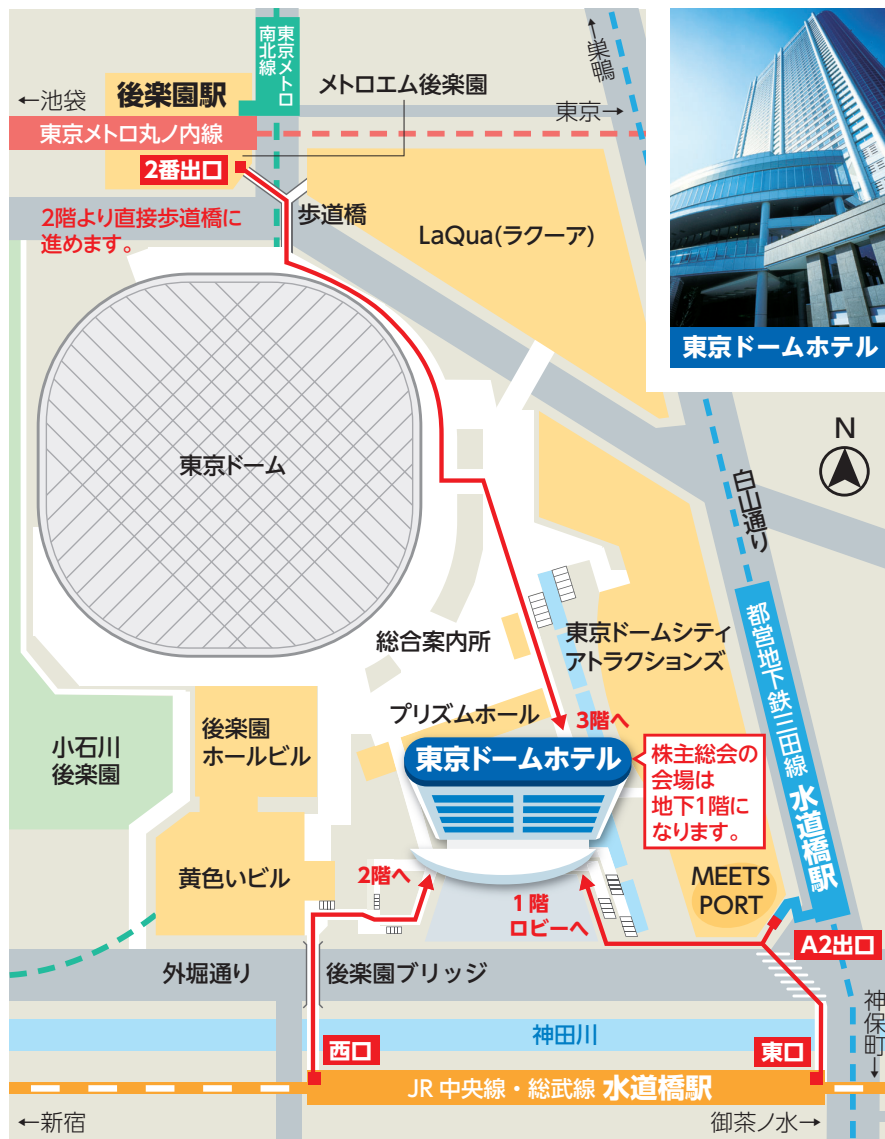 東京メトロ
南北線
←巣鴨
←池袋
後楽園駅
メトロエム後楽園
東京→
東京メトロ丸ノ内線
2番出口
2階より直接歩道橋に
進めます。
歩道橋
LaQua(ラクーア)
東京ドームホテル
N
東京ドーム
白山通り
総合案内所
東京ドームシティ
アトラクションズ
都営地下鉄三田線 水道橋駅
プリズムホール
3階へ
小石川
後楽園
後楽園
ホールビル
東京ドームホテル
株主総会の
会場は
地下1階に
なります。
黄色いビル
2階へ
1階
ロビーへ
MEETS
PORT
A2出口
外堀通り
後楽園ブリッジ
神保町→
神田川
西口
東口
JR 中央線・総武線 水道橋駅
←新宿
御茶ノ水→